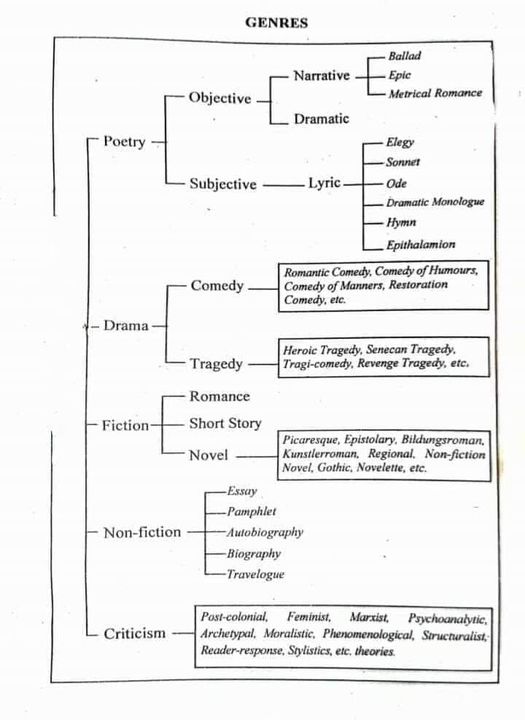 GENRES
Ballad
Narrative
Epic
Objective
Metrical Romance
Dramatic
Poetry
Elegy
Sonnet
Subjective
Lyric
Ode
Dramatic Monologue
Hymn
Epithalamion
Drama
Comedy
Romantic Comedy, Comedy of Humours,
Comedy of Manners, Restoration
Comedy, etc.
Tragedy
Heroic Tragedy, Senecan Tragedy,
Tragi-comedy, Revenge Tragedy, etc.
Fiction
Romance
Short Story
Novel
Picaresque, Epistolary, Bildungsroman,
Kunstlerroman, Regional, Non-fiction
Novel, Gothic, Novelette, etc.
Non-fiction
Essay
Pamphlet
Autobiography
Biography
Travelogue
Criticism
Post-colonial, Feminist, Marxist, Psychoanalytic,
Archetypal, Moralistic, Phenomenological, Structuralist,
Reader-response, Stylistics, etc. theories.